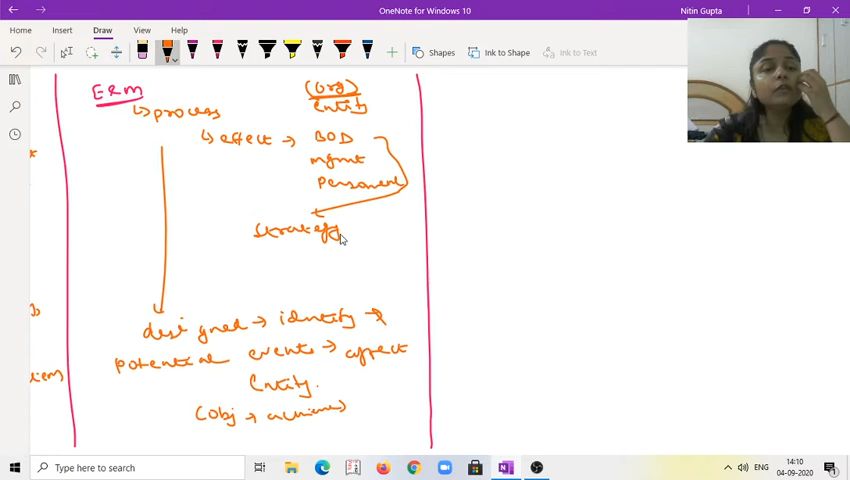 OneNote for Windows 10
Nitin Gupta
Home Insert Draw View Help
Shapes Ink to Shape Ink to Text
ERM
(org)
↳ process
entity
↳ effect → BOD
mgmt
Personnel
Strategy
designed → identify →
potential events → affect
Entity.
(Obj → achieve)
Type here to search
ENG
14:10
04-09-2020
1